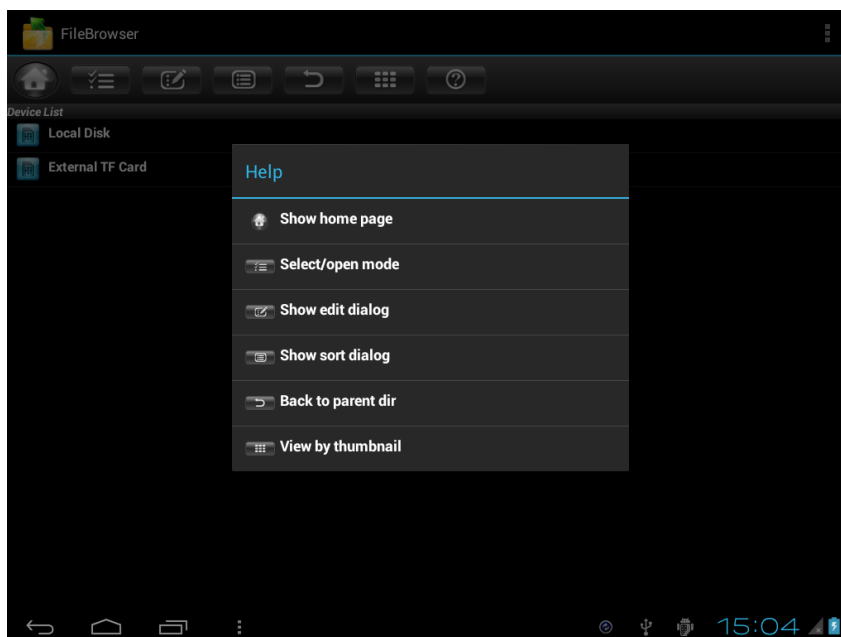 FileBrowser
Device List
Local Disk
External TF Card
Help
Show home page
Select/open mode
Show edit dialog
Show sort dialog
Back to parent dir
View by thumbnail
15:04